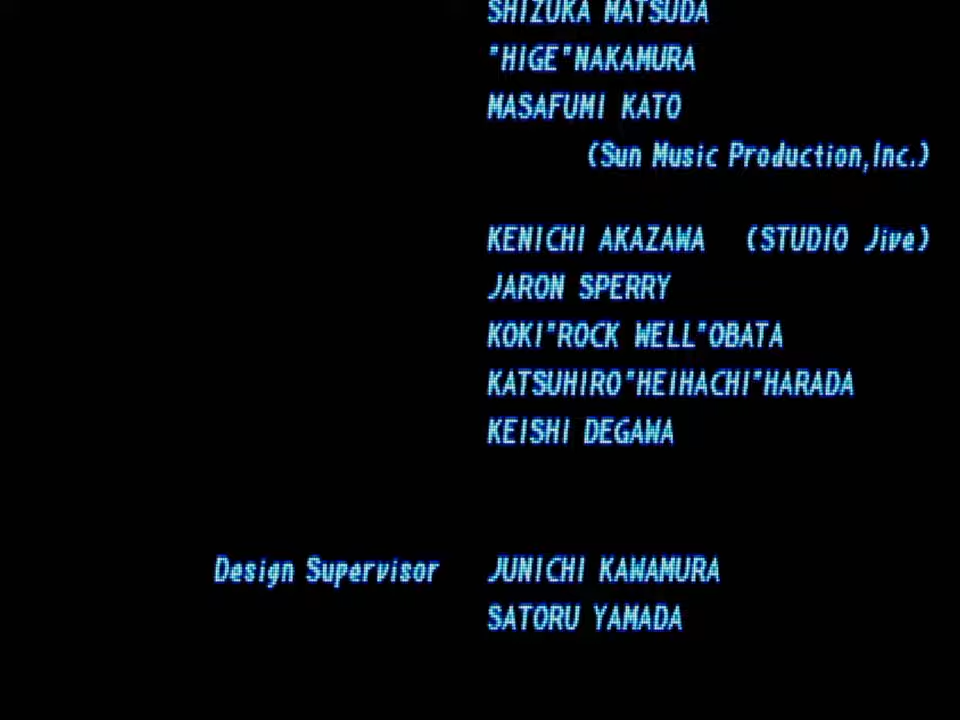 SHIZUKA MATSUDA
"HIGE"NAKAMURA
MASAFUMI KATO
(Sun Music Production,Inc.)
KENICHI AKAZAWA (STUDIO Jive)
JARON SPERRY
KOKI"ROCK WELL"OBATA
KATSUHIRO"HEIHACHI"HARADA
KEISHI DEGAWA
Design Supervisor JUNICHI KAWAMURA
SATORU YAMADA